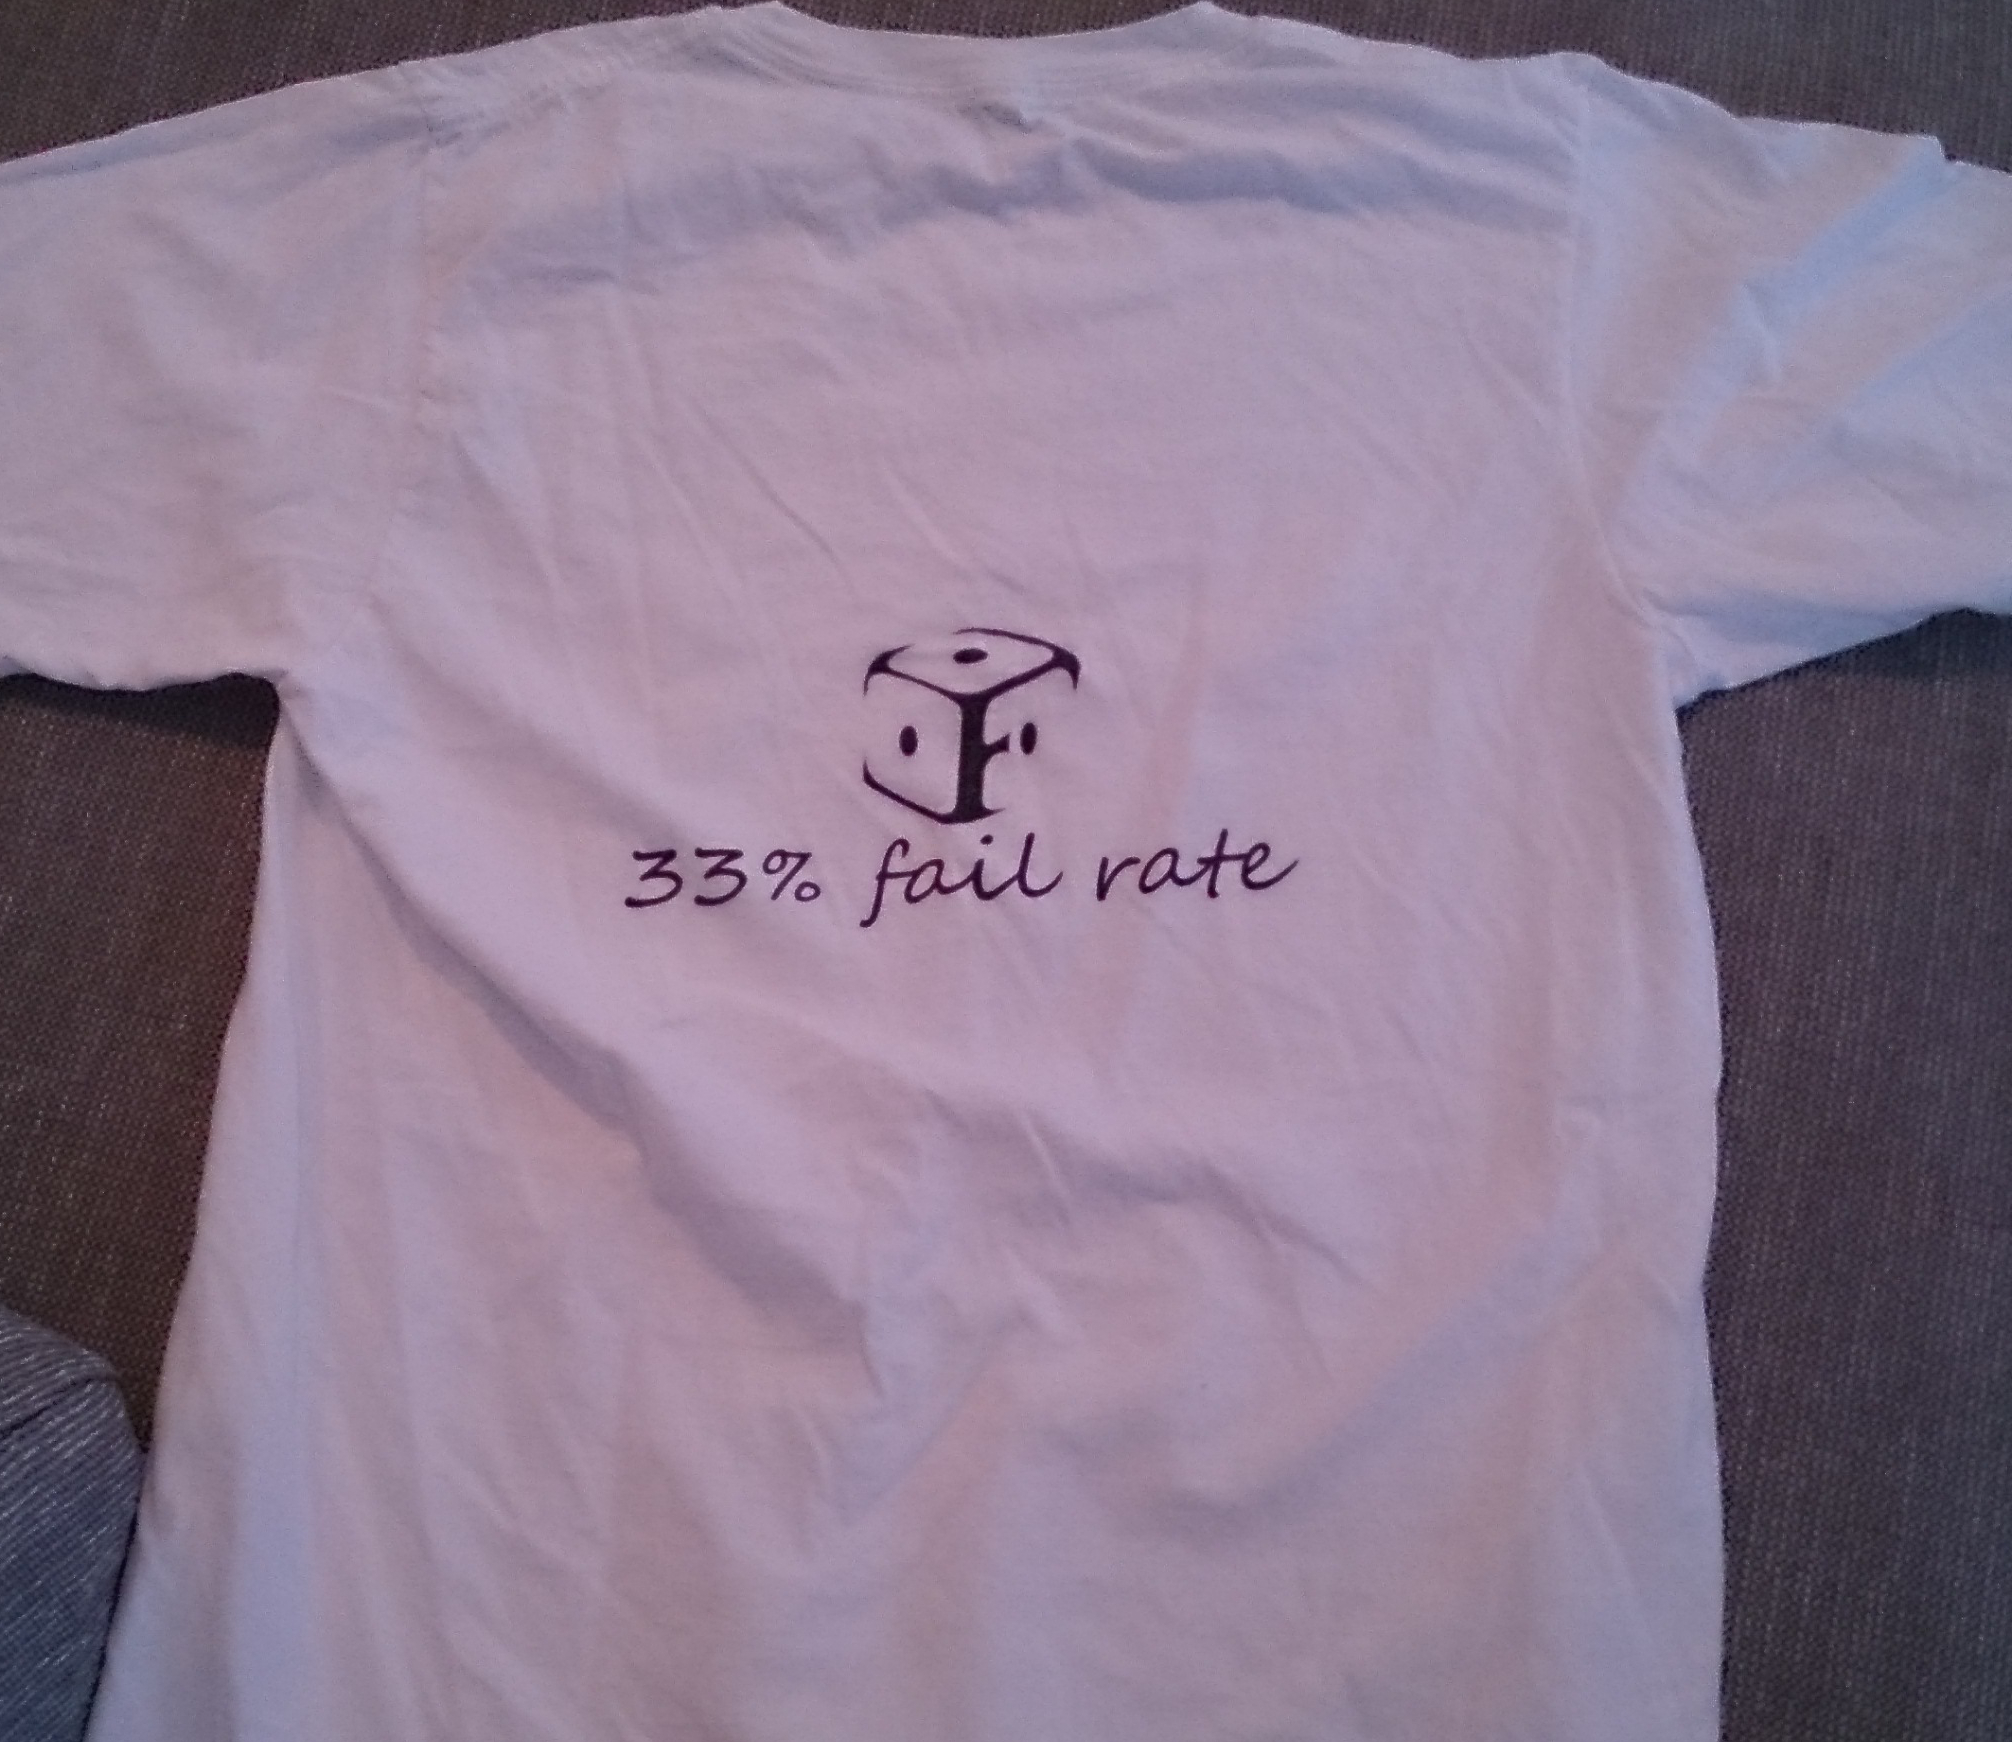 33% fail rate